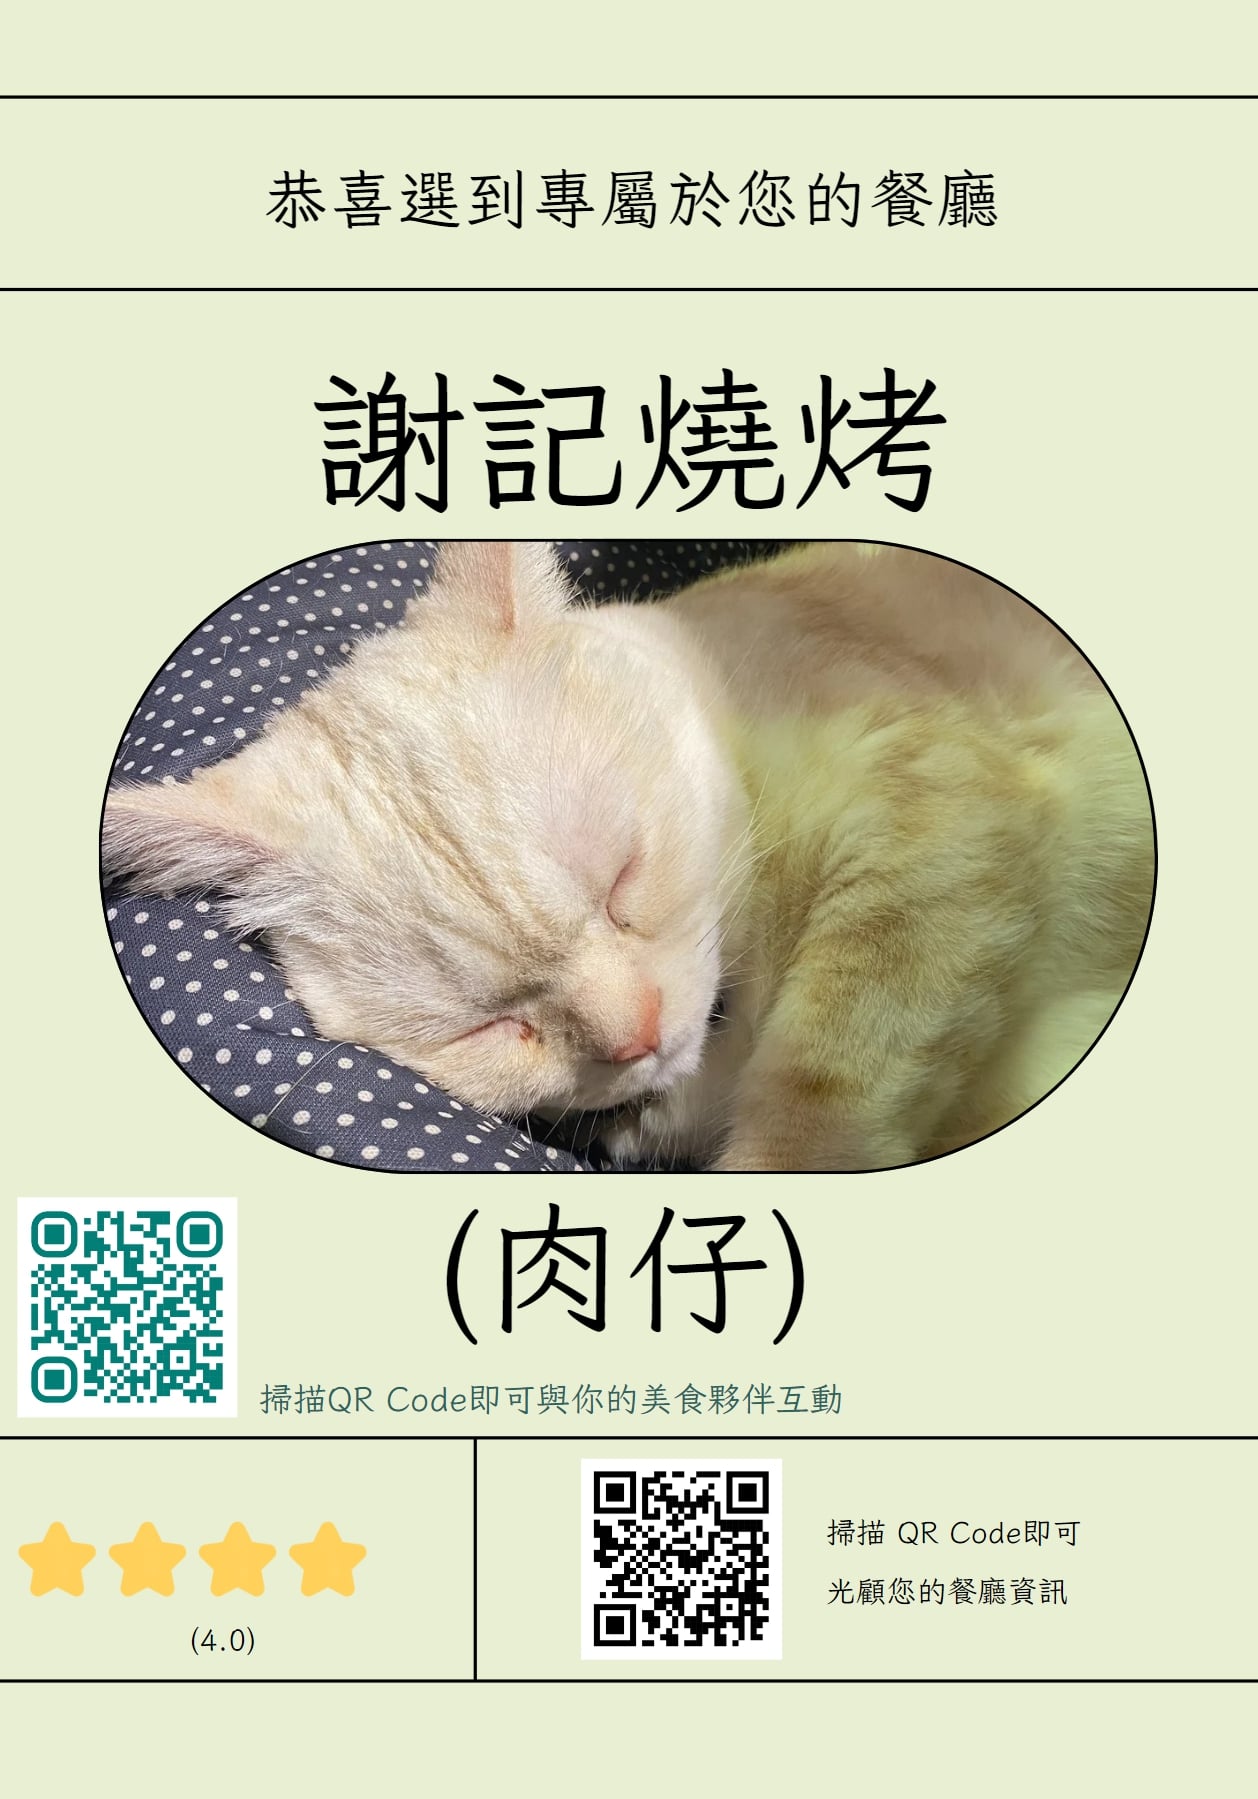 恭喜選到專屬於您的餐廳
謝記燒烤
(肉仔)
掃描QR Code即可與你的美食夥伴互動
(4.0)
掃描 QR Code即可
光顧您的餐廳資訊